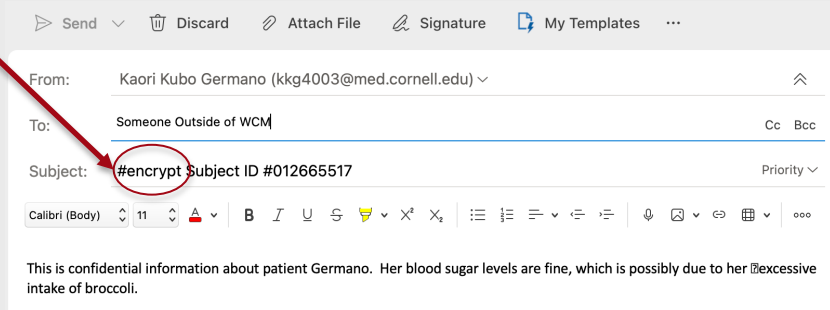 Send Discard Attach File Signature My Templates ...
From: Kaori Kubo Germano (kkg4003@med.cornell.edu)
To: Someone Outside of WCM Cc Bcc
Subject: #encrypt Subject ID #012665517 Priority
Calibri (Body) 11 A B I U S X² X₂
This is confidential information about patient Germano. Her blood sugar levels are fine, which is possibly due to her excessive
intake of broccoli.